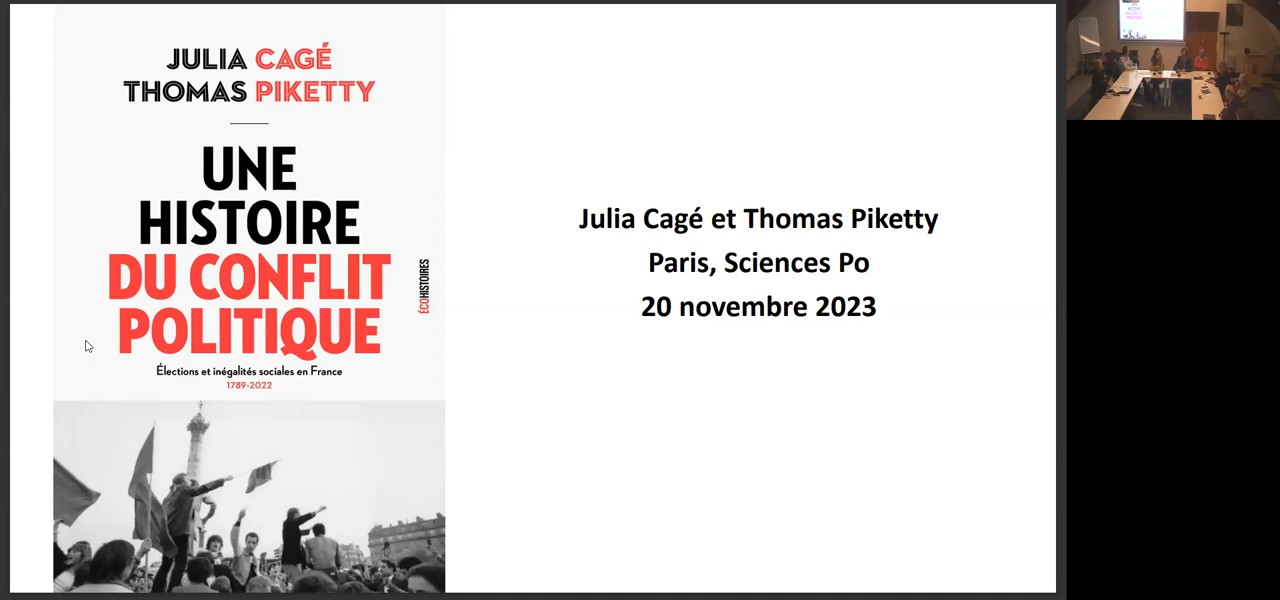 JULIA CAGÉ
THOMAS PIKETTY
UNE
HISTOIRE
DU CONFLIT
POLITIQUE
ÉCOHISTOIRES
Élections et inégalités sociales en France
1789-2022
Julia Cagé et Thomas Piketty
Paris, Sciences Po
20 novembre 2023